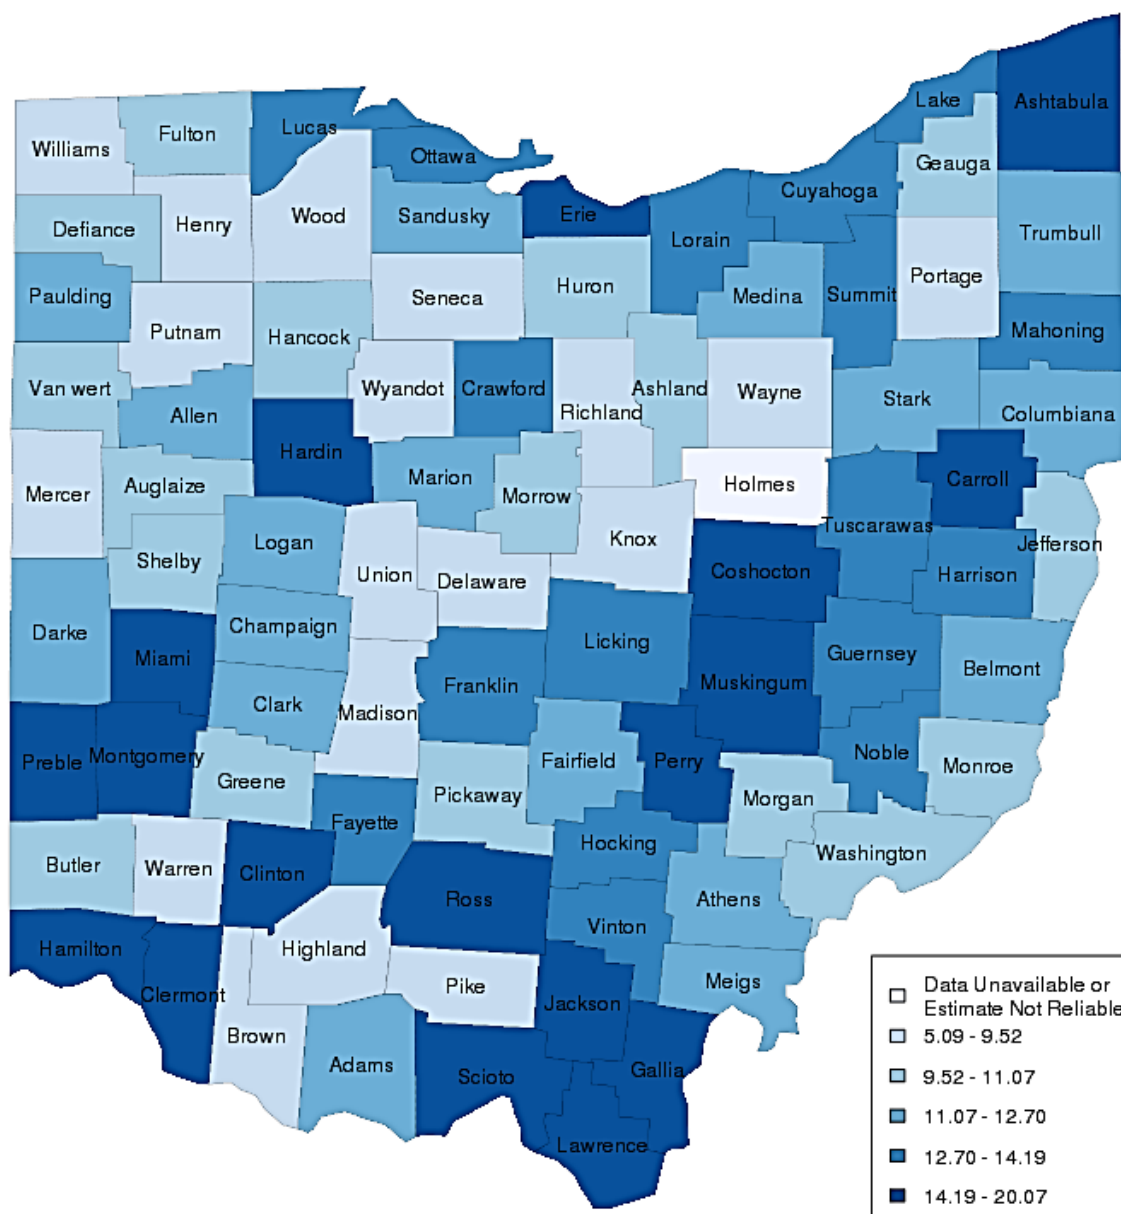 Lake
Ashtabula
Lucas
Fulton
Williams
Ottawa
Geauga
Cuyahoga
Erie
Sandusky
Wood
Henry
Defiance
Trumbull
Lorain
Portage
Huron
Medina
Summit
Seneca
Paulding
Putnam
Mahoning
Hancock
Van wert
Wyandot
Crawford
Ashland
Wayne
Stark
Richland
Columbiana
Allen
Hardin
Marion
Carroll
Holmes
Mercer
Auglaize
Morrow
Tuscarawas
Knox
Jefferson
Logan
Shelby
Union
Delaware
Coshocton
Harrison
Champaign
Darke
Licking
Guernsey
Miami
Belmont
Franklin
Muskingum
Clark
Madison
Montgomery
Preble
Fairfield
Perry
Noble
Monroe
Greene
Pickaway
Morgan
Fayette
Hocking
Washington
Butler
Warren
Clinton
Ross
Athens
Vinton
Hamilton
Highland
Meigs
Pike
Clermont
Jackson
Brown
Adams
Scioto
Gallia
Lawrence
Data Unavailable or
Estimate Not Reliable
5.09 - 9.52
9.52 - 11.07
11.07 - 12.70
12.70 - 14.19
14.19 - 20.07